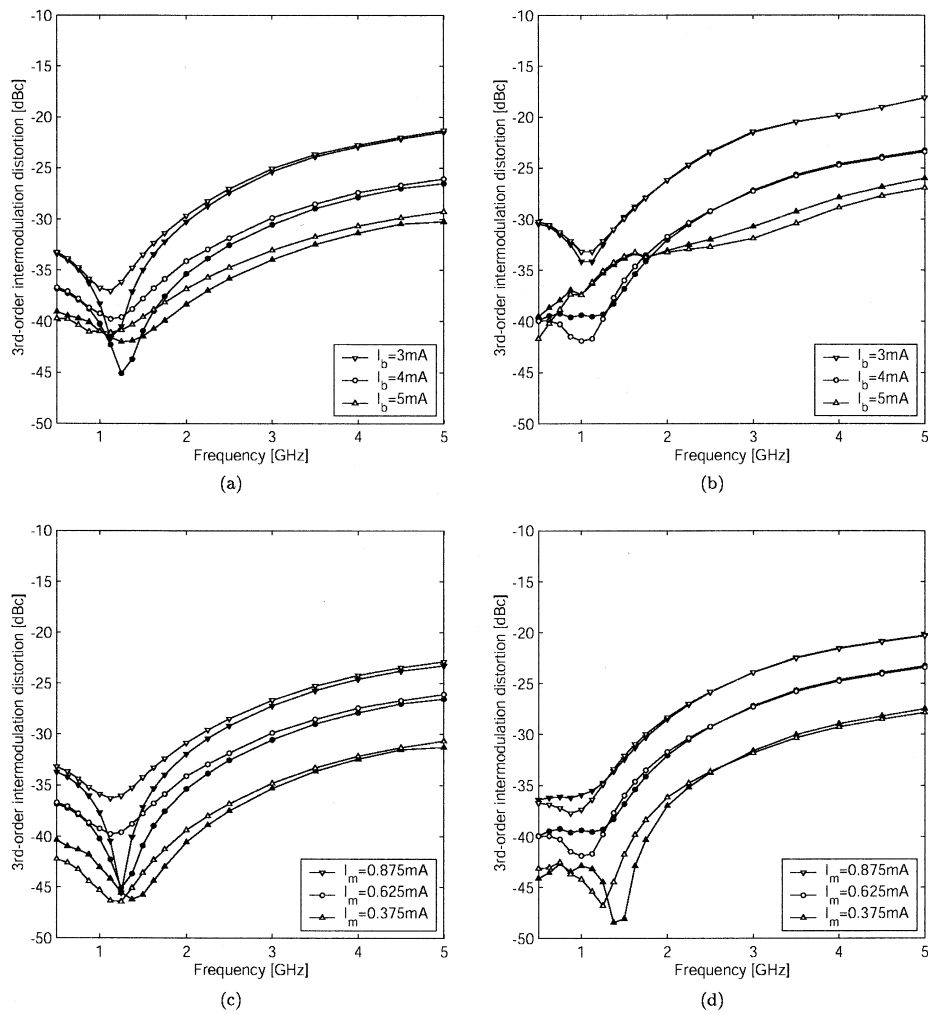 3rd-order intermodulation distortion [dBc]
-10
-15
-20
-25
-30
-35
-40
-45
-50
1
2
3
4
5
Frequency [GHz]
I_b=3mA
I_b=4mA
I_b=5mA
(a)
3rd-order intermodulation distortion [dBc]
-10
-15
-20
-25
-30
-35
-40
-45
-50
1
2
3
4
5
Frequency [GHz]
I_b=3mA
I_b=4mA
I_b=5mA
(b)
3rd-order intermodulation distortion [dBc]
-10
-15
-20
-25
-30
-35
-40
-45
-50
1
2
3
4
5
Frequency [GHz]
I_m=0.875mA
I_m=0.625mA
I_m=0.375mA
(c)
3rd-order intermodulation distortion [dBc]
-10
-15
-20
-25
-30
-35
-40
-45
-50
1
2
3
4
5
Frequency [GHz]
I_m=0.875mA
I_m=0.625mA
I_m=0.375mA
(d)